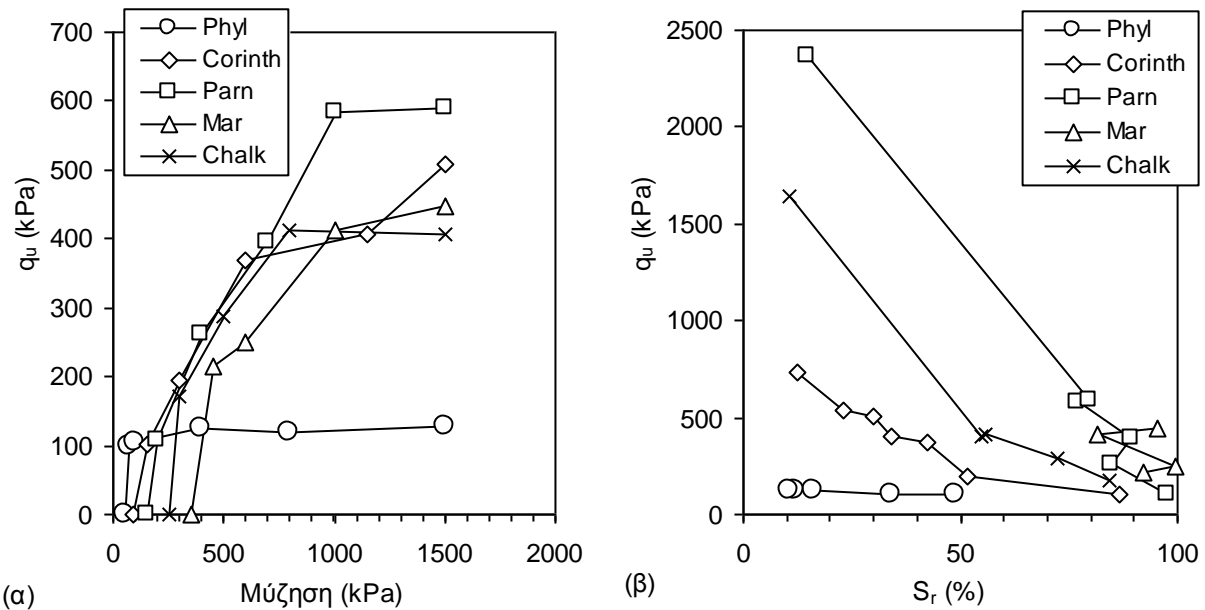 700
600
500
400
300
200
100
0
qu (kPa)
0 500 1000 1500 2000
Μύζηση (kPa)
Phyl
Corinth
Parn
Mar
Chalk
(α)
2500
2000
1500
1000
500
0
qu (kPa)
0 50 100
Sr (%)
Phyl
Corinth
Parn
Mar
Chalk
(β)